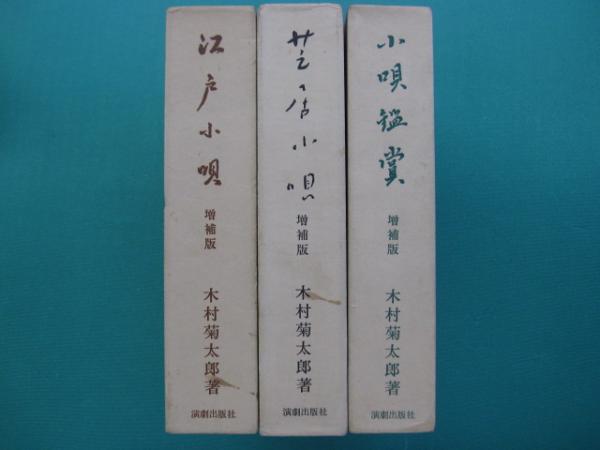 江戸小唄
増補版
木村菊太郎著
演劇出版社
芝居小唄
増補版
木村菊太郎著
演劇出版社
小唄鑑賞
増補版
木村菊太郎著
演劇出版社